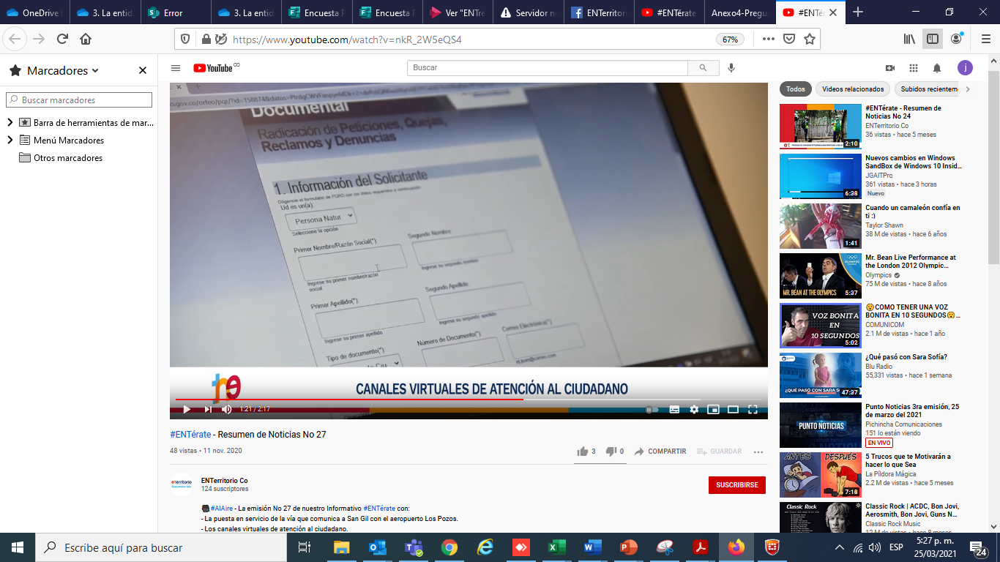 OneDrive
3. La entid
Error
3. La entid
Encuesta F
Encuesta F
Ver "ENTre
Servidor n
ENTerritori
#ENTérate
Anexo4-Pregu
#ENTé
https://www.youtube.com/watch?v=nkR_2W5eQS4
67%
Marcadores
Buscar marcadores
Barra de herramientas de mar...
Menú Marcadores
Otros marcadores
YouTube CO
Buscar
j
Documental
Radicación de Peticiones, Quejas,
Reclamos y Denuncias
1. Información del Solicitante
Diligencie el formulario de PQRD con los datos requeridos a continuación
Ud es un(a):
Persona Natur
Seleccione la opción
Primer Nombre/Razón Social(*)
Segundo Nombre
Ingrese su primer nombre/razón
social
Ingrese su segundo nombre
Primer Apellido(*)
Segundo Apellido
Ingrese su primer apellido
Ingrese su segundo apellido
Tipo de documento(*)
Número de Documento(*)
Correo Electrónico(*)
CANALES VIRTUALES DE ATENCIÓN AL CIUDADANO
1:21 / 2:17
#ENTérate - Resumen de Noticias No 27
48 vistas • 11 nov. 2020
3
0
COMPARTIR
GUARDAR
ENTerritorio Co
124 suscriptores
SUSCRIBIRSE
#AlAire - La emisión No 27 de nuestro Informativo #ENTérate con:
- La puesta en servicio de la vía que comunica a San Gil con el aeropuerto Los Pozos.
- Los canales virtuales de atención al ciudadano.
Todos
Videos relacionados
Subidos recientem
#ENTérate - Resumen de
Noticias No 24
ENTerritorio Co
36 vistas • hace 5 meses
2:10
Nuevos cambios en Windows
SandBox de Windows 10 Insid...
JGAITPro
361 vistas • hace 3 horas
Nuevo
6:38
Cuando un camaleón confía en
ti :)
Taylor Shawn
38 M de vistas • hace 6 años
1:41
Mr. Bean Live Performance at
the London 2012 Olympic...
Olympics
75 M de vistas • hace 8 años
MR. BEAN AT THE OLYMPICS
5:37
COMO TENER UNA VOZ
BONITA EN 10 SEGUNDOS...
COMUNICOM
2.1 M de vistas • hace 1 año
VOZ BONITA
EN
10 SEGUNDOS
5:02
¿Qué pasó con Sara Sofía?
Blu Radio
55,331 vistas • hace 1 semana
¿QUÉ PASÓ CON SARA S
47:37
Punto Noticias 3ra emisión, 25
de marzo del 2021
Pichincha Comunicaciones
151 lo están viendo
EN VIVO
PUNTO NOTICIAS
5 Trucos que te Motivarán a
hacer lo que Sea
La Píldora Mágica
2.2 M de vistas • hace 5 meses
ANTES
DESPUÉS
7:18
Classic Rock | ACDC, Bon Jovi,
Aerosmith, Bon Jovi, Guns N...
Classic Rock Music
12 M de vistas • hace 8 meses
Classic Rock
Escribe aquí para buscar
ESP
5:27 p. m.
25/03/2021
24